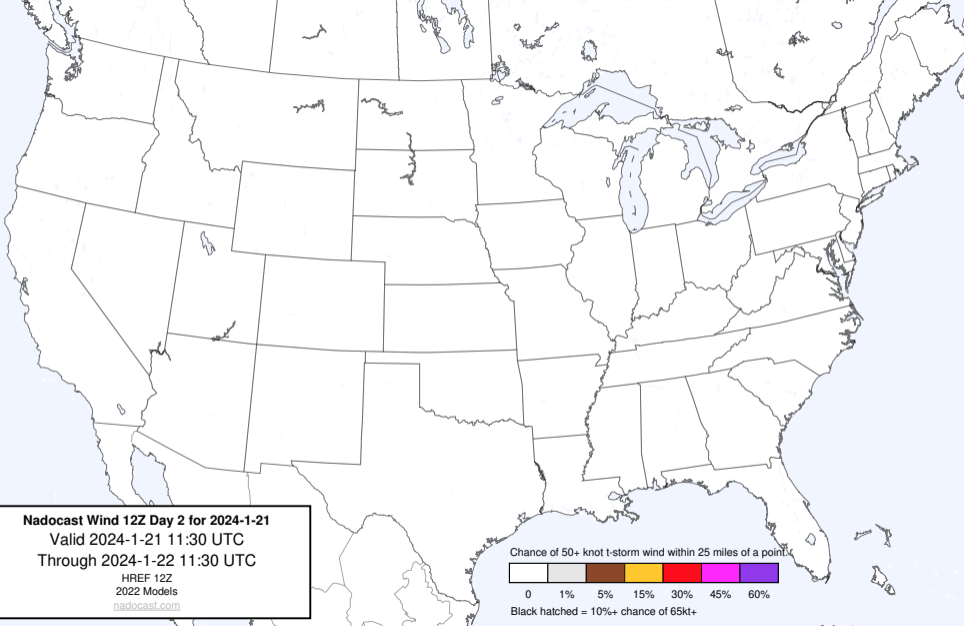 Nadocast Wind 12Z Day 2 for 2024-1-21
Valid 2024-1-21 11:30 UTC
Through 2024-1-22 11:30 UTC
HREF 12Z
2022 Models
nadocast.com
Chance of 50+ knot t-storm wind within 25 miles of a point.
0 1% 5% 15% 30% 45% 60%
Black hatched = 10%+ chance of 65kt+